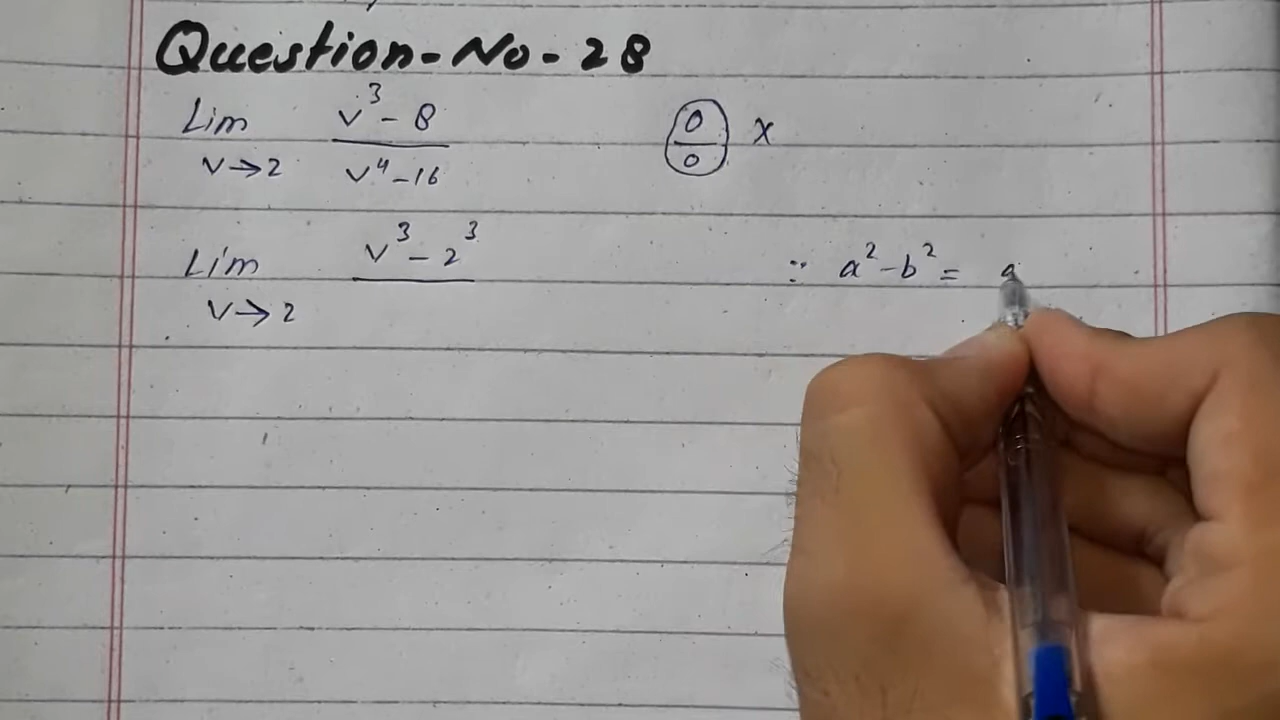 Question-No-28
Lim v³-8
v→2 v⁴-16
0/0 x
Lim v³-2³
v→2
∵ a²-b² = a